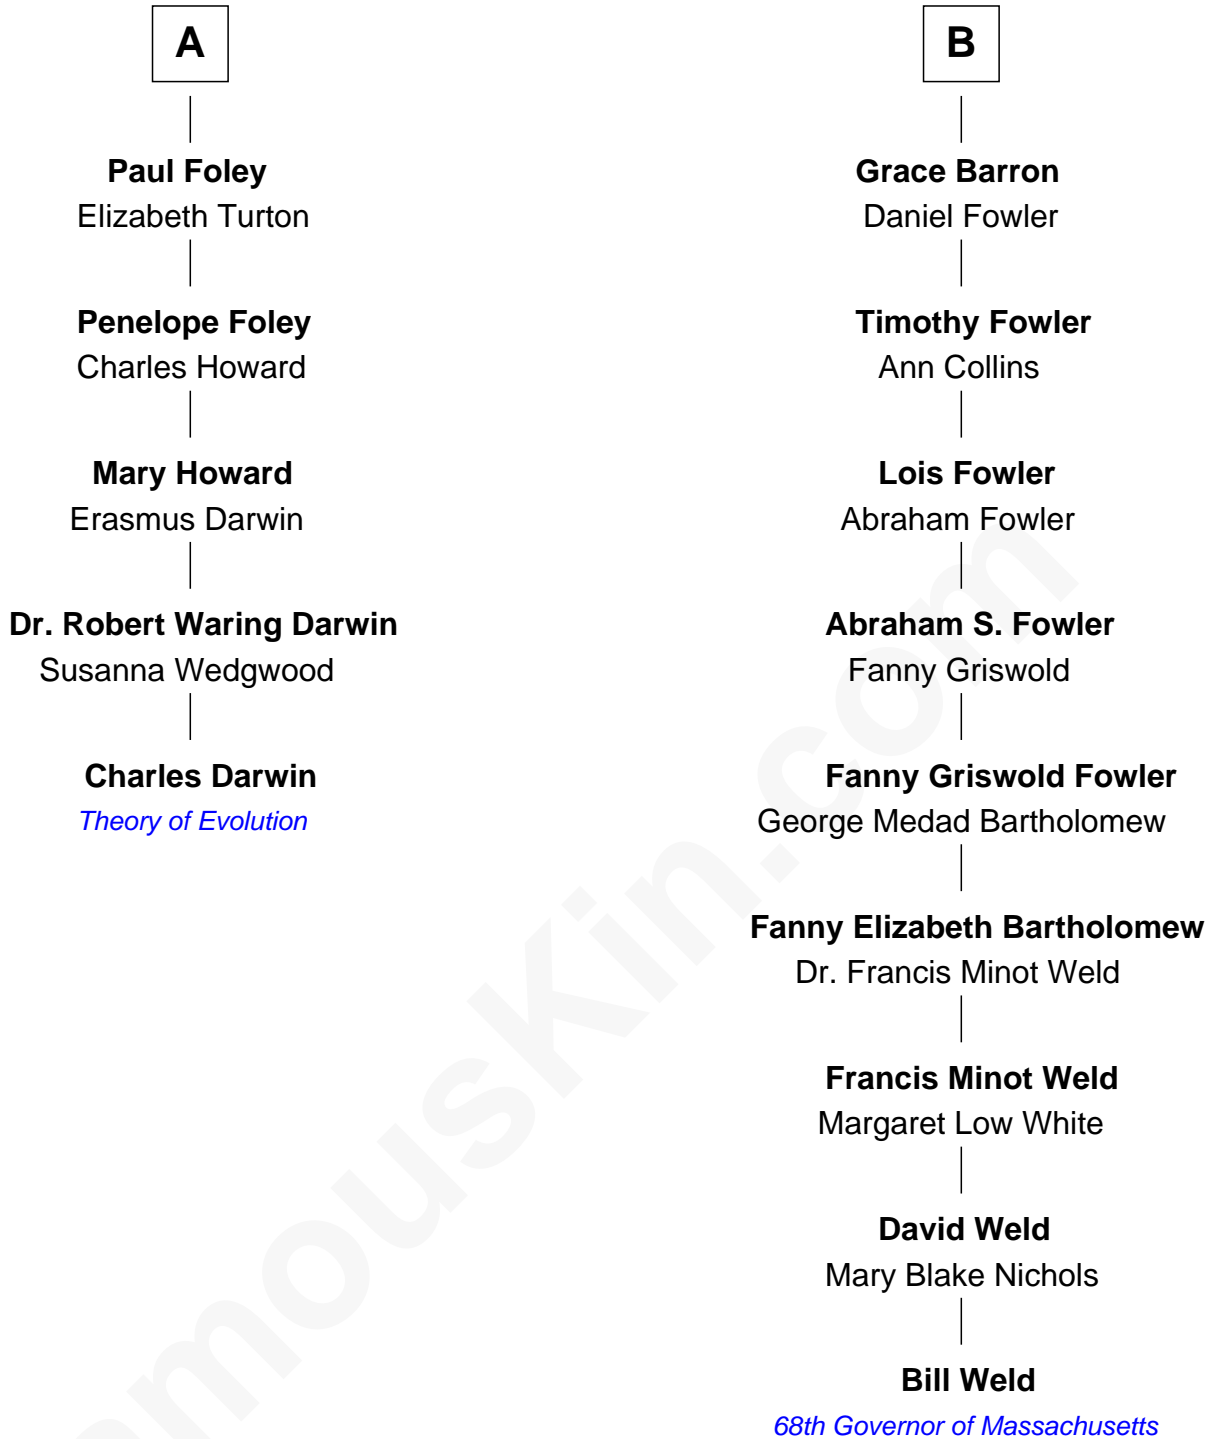 A
Paul Foley
Elizabeth Turton
Penelope Foley
Charles Howard
Mary Howard
Erasmus Darwin
Dr. Robert Waring Darwin
Susanna Wedgwood
Charles Darwin
Theory of Evolution
B
Grace Barron
Daniel Fowler
Timothy Fowler
Ann Collins
Lois Fowler
Abraham Fowler
Abraham S. Fowler
Fanny Griswold
Fanny Griswold Fowler
George Medad Bartholomew
Fanny Elizabeth Bartholomew
Dr. Francis Minot Weld
Francis Minot Weld
Margaret Low White
David Weld
Mary Blake Nichols
Bill Weld
68th Governor of Massachusetts
amouskin.com